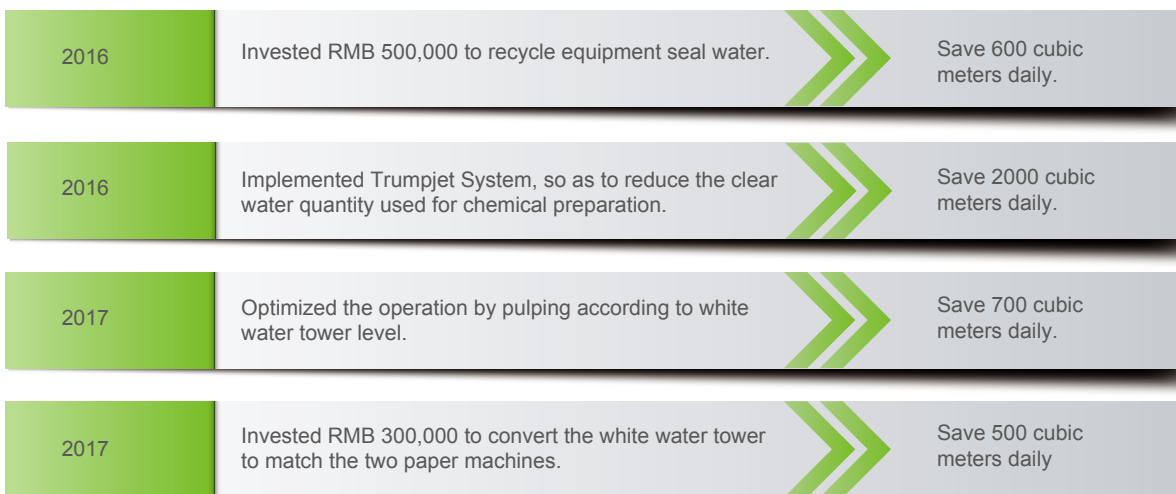 2016
Invested RMB 500,000 to recycle equipment seal water.
Save 600 cubic
meters daily.
2016
Implemented Trumpjet System, so as to reduce the clear
water quantity used for chemical preparation.
Save 2000 cubic
meters daily.
2017
Optimized the operation by pulping according to white
water tower level.
Save 700 cubic
meters daily.
2017
Invested RMB 300,000 to convert the white water tower
to match the two paper machines.
Save 500 cubic
meters daily